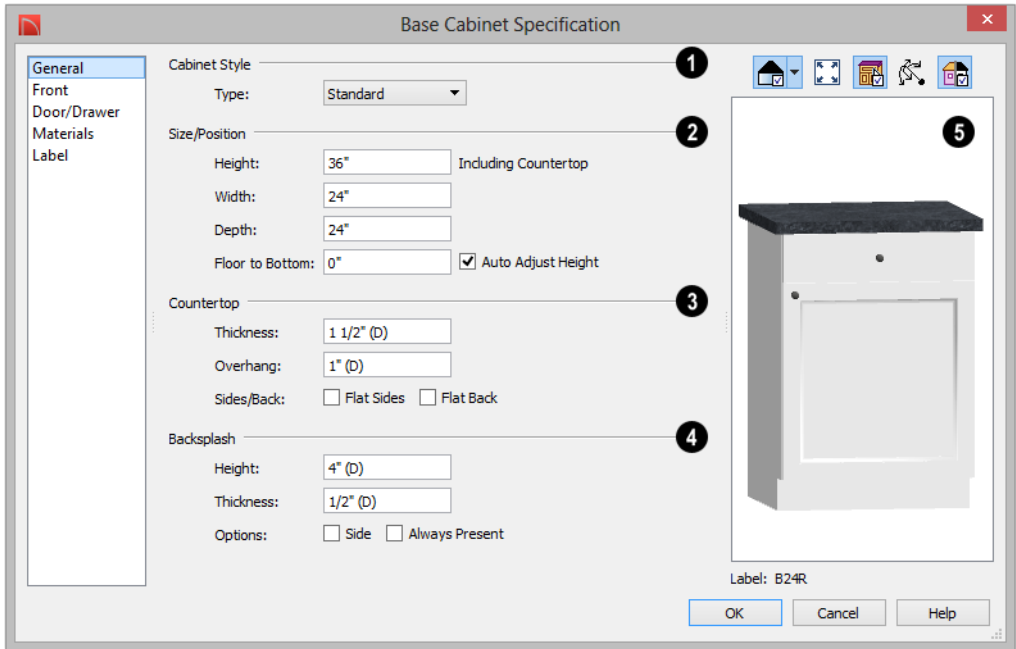 Base Cabinet Specification
×
General
Front
Door/Drawer
Materials
Label
Cabinet Style 1
Type: Standard
Size/Position 2
Height: 36" Including Countertop
Width: 24"
Depth: 24"
Floor to Bottom: 0" Auto Adjust Height
Countertop 3
Thickness: 1 1/2" (D)
Overhang: 1" (D)
Sides/Back: Flat Sides Flat Back
Backsplash 4
Height: 4" (D)
Thickness: 1/2" (D)
Options: Side Always Present
5
Label: B24R
OK Cancel Help